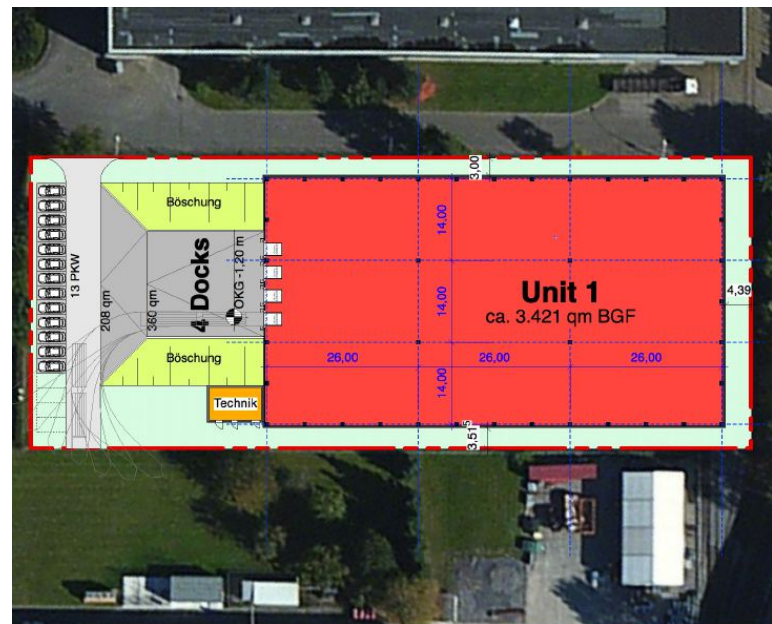 3,00
Böschung
14,00
13 PKW
208 qm
360 qm
4 Docks
OKG -1,20 m
14,00
Unit 1
ca. 3.421 qm BGF
4,39
Böschung
26,00
26,00
26,00
14,00
Technik
3,51⁵